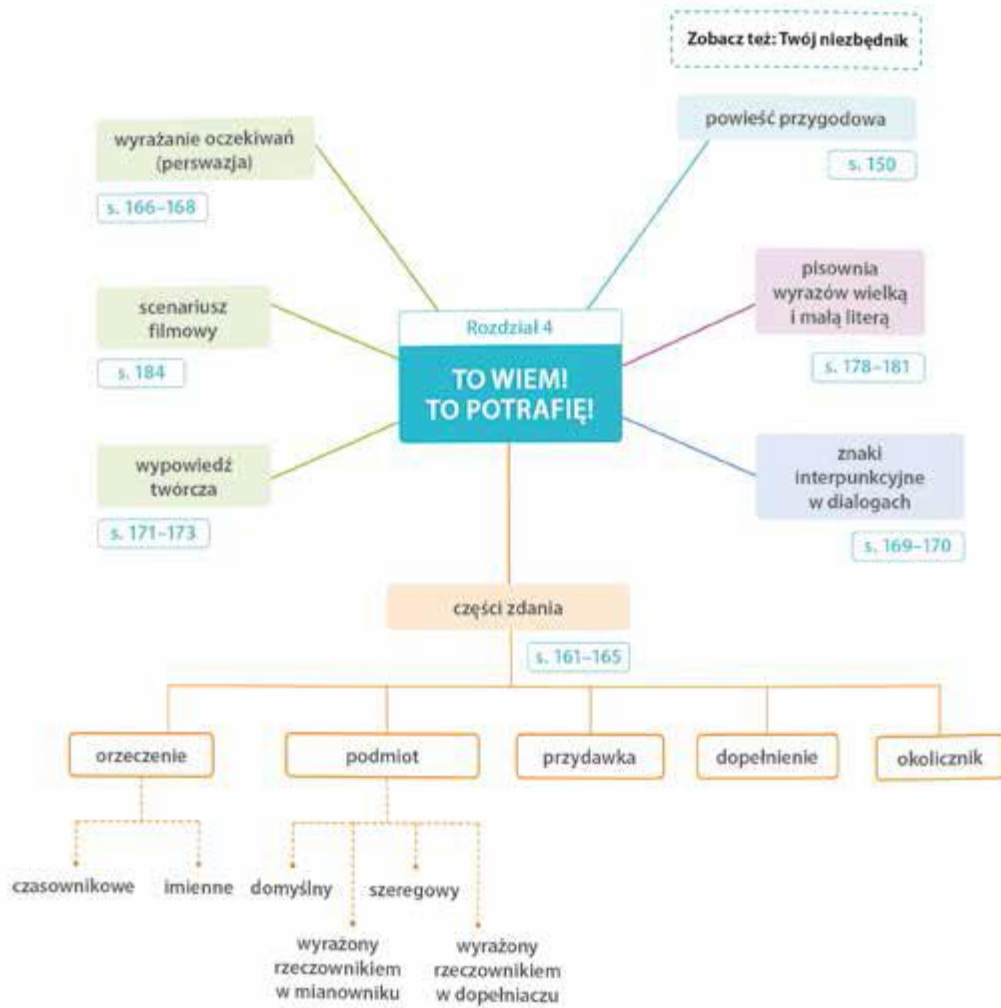 Zobacz też: Twój niezbędnik
wyrażanie oczekiwań
(perswazja)
s. 166–168
powieść przygodowa
s. 150
scenariusz
filmowy
s. 184
Rozdział 4
TO WIEM!
TO POTRAFIĘ!
pisownia
wyrazów wielką
i małą literą
s. 178–181
wypowiedź
twórcza
s. 171–173
znaki
interpunkcyjne
w dialogach
s. 169–170
części zdania
s. 161–165
orzeczenie
podmiot
przydawka
dopełnienie
okolicznik
czasownikowe
imienne
domyślny
szeregowy
wyrażony
rzeczownikiem
w mianowniku
wyrażony
rzeczownikiem
w dopełniaczu